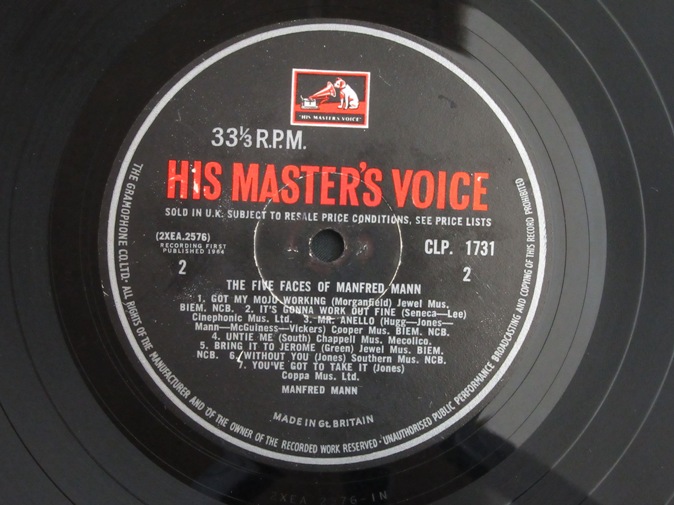 "HIS MASTER'S VOICE"
33⅓ R.P.M.
HIS MASTER'S VOICE
SOLD IN U.K. SUBJECT TO RESALE PRICE CONDITIONS, SEE PRICE LISTS
(2XEA.2576)
RECORDING FIRST
PUBLISHED 1964
2
CLP. 1731
2
THE FIVE FACES OF MANFRED MANN
1. GOT MY MOJO WORKING (Morganfield) Jewel Mus.
BIEM. NCB. 2. IT'S GONNA WORK OUT FINE (Seneca—Lee)
Cinephonic Mus. Ltd. 3. MR. ANELLO (Hugg—Jones—
Mann—McGuiness—Vickers) Cooper Mus. BIEM. NCB.
4. UNTIE ME (South) Chappell Mus. Mecolico.
5. BRING IT TO JEROME (Green) Jewel Mus. BIEM.
NCB. 6. WITHOUT YOU (Jones) Southern Mus. NCB.
7. YOU'VE GOT TO TAKE IT (Jones)
Coppa Mus. Ltd.
MANFRED MANN
MADE IN Gt. BRITAIN
THE GRAMOPHONE CO. LTD. ALL RIGHTS OF THE MANUFACTURER AND OF THE OWNER OF THE RECORDED WORK RESERVED · UNAUTHORISED PUBLIC PERFORMANCE BROADCASTING AND COPYING OF THIS RECORD PROHIBITED
2XEA 2576-1N